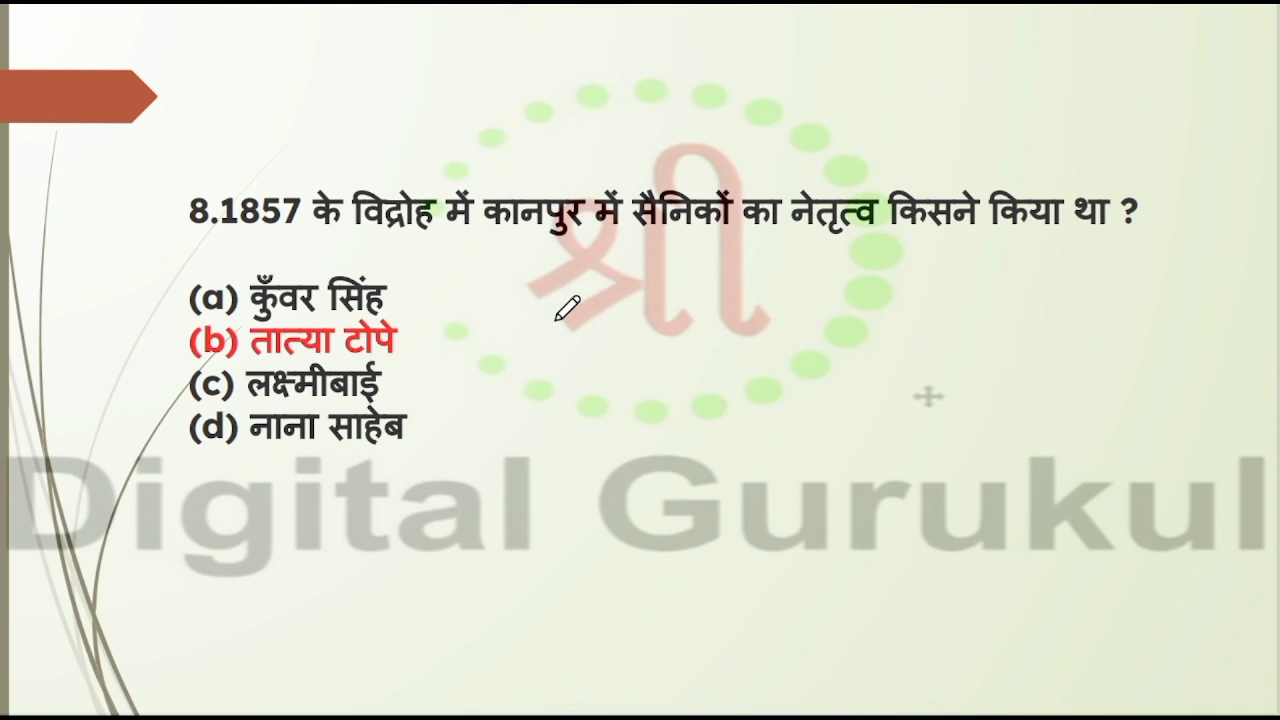 श्री
8.1857 के विद्रोह में कानपुर में सैनिकों का नेतृत्व किसने किया था ?
(a) कुँवर सिंह
(b) तात्या टोपे
(c) लक्ष्मीबाई
(d) नाना साहेब
Digital Gurukul